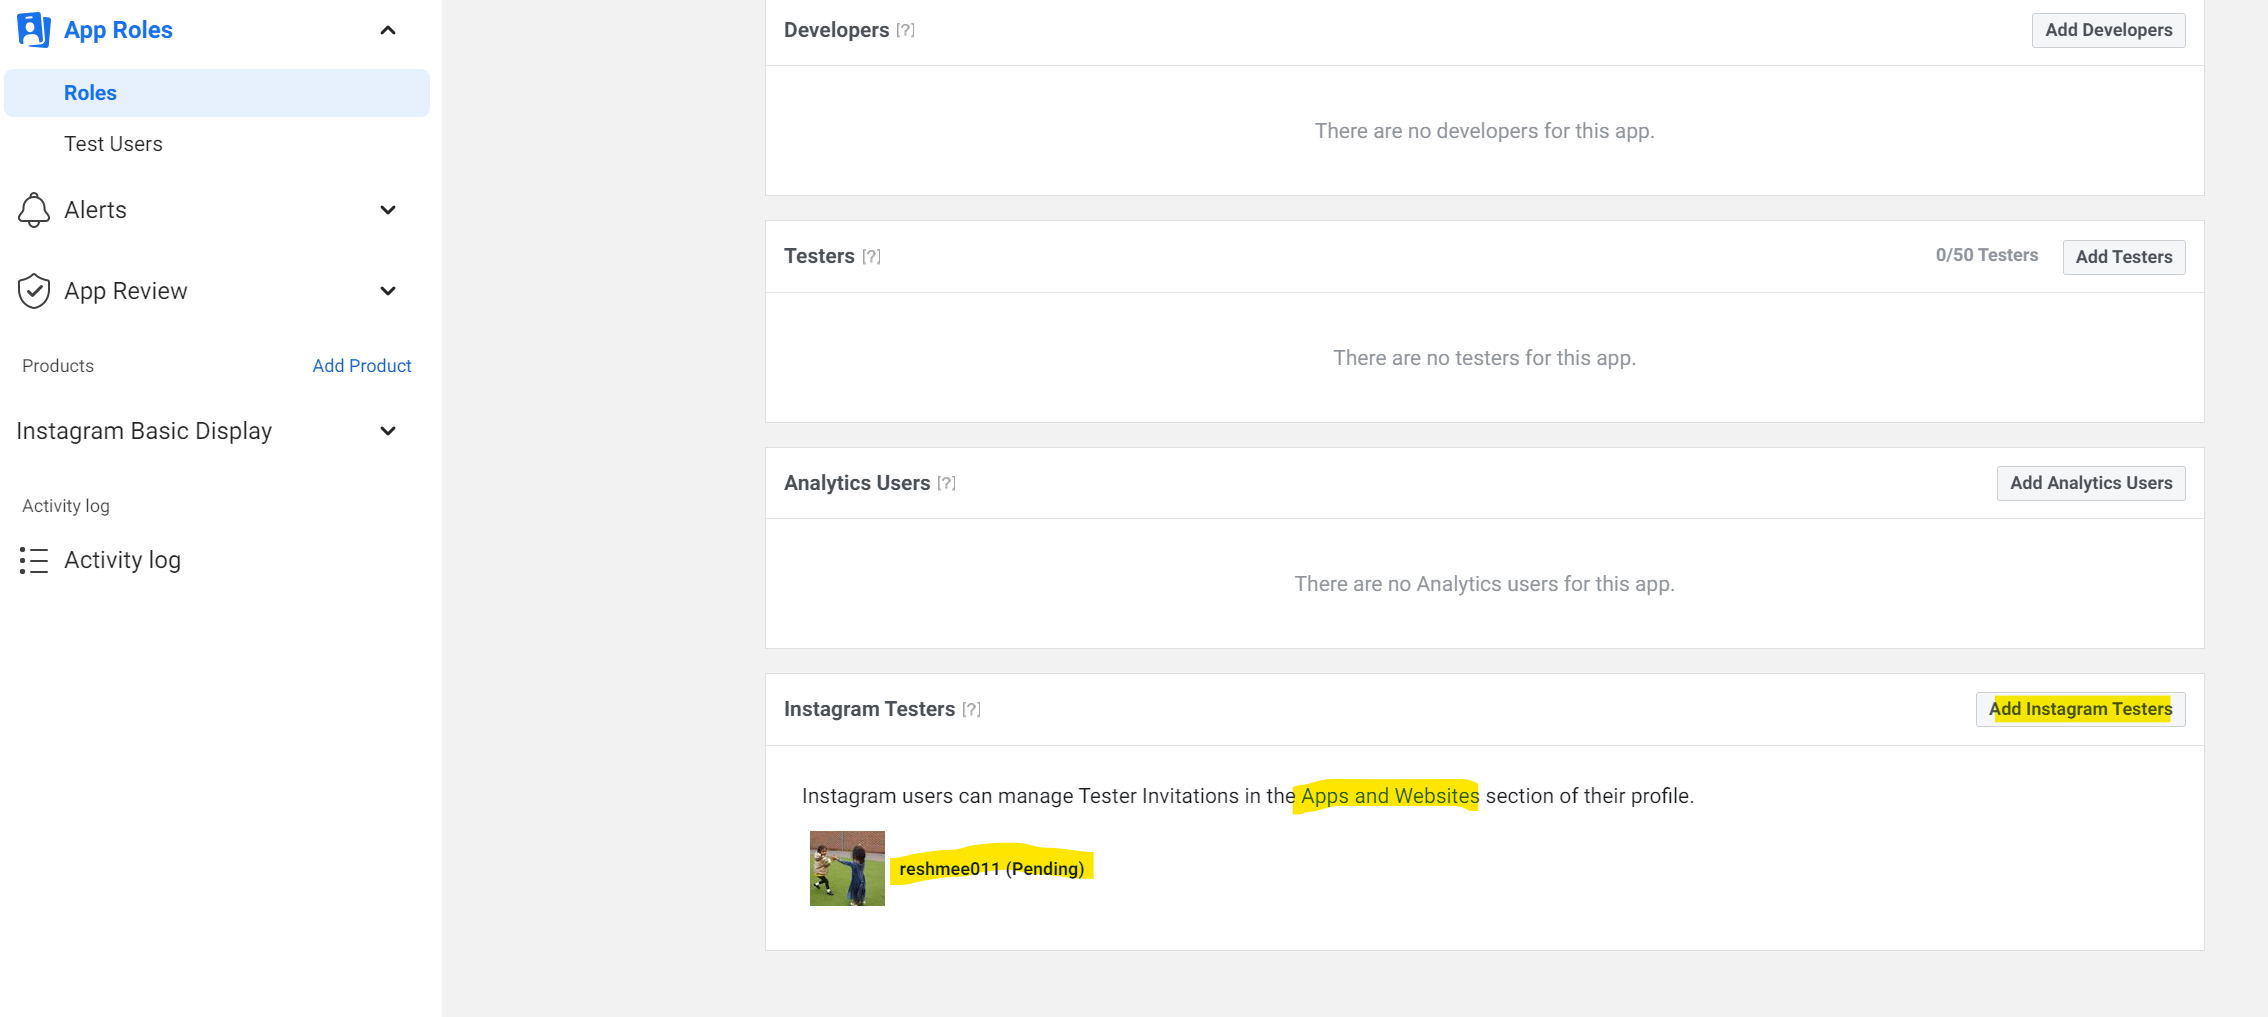 App Roles
Roles
Test Users
Alerts
App Review
Products
Add Product
Instagram Basic Display
Activity log
Activity log
Developers [?]
Add Developers
There are no developers for this app.
Testers [?]
0/50 Testers
Add Testers
There are no testers for this app.
Analytics Users [?]
Add Analytics Users
There are no Analytics users for this app.
Instagram Testers [?]
Add Instagram Testers
Instagram users can manage Tester Invitations in the Apps and Websites section of their profile.
reshmee011 (Pending)